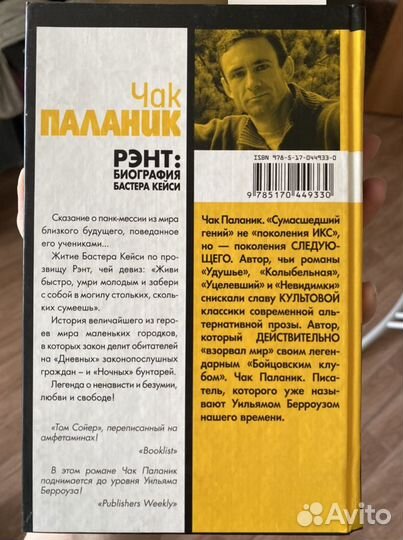 Чак
ПАЛАНИК
РЭНТ:
БИОГРАФИЯ
БАСТЕРА КЕЙСИ
Сказание о панк-мессии из мира
близкого будущего, поведанное
его учениками...
Житие Бастера Кейси по про-
звищу Рэнт, чей девиз: «Живи
быстро, умри молодым и забери
с собой в могилу стольких, сколь-
ких сумеешь».
История величайшего из геро-
ев мира маленьких городков,
в которых закон делит обитателей
на «Дневных» законопослушных
граждан – и «Ночных» бунтарей.
Легенда о ненависти и безумии,
любви и свободе!
«Том Сойер», переписанный на
амфетаминах!
«Booklist»
В этом романе Чак Паланик
поднимается до уровня Уильяма
Берроуза!
«Publishers Weekly»
ISBN 978-5-17-044933-0
9 785170 449330
Чак Паланик. «Сумасшедший
гений» не «поколения ИКС»,
но — поколения СЛЕДУЮ-
ЩЕГО. Автор, чьи романы
«Удушье», «Колыбельная»,
«Уцелевший» и «Невидимки»
снискали славу КУЛЬТОВОЙ
классики современной аль-
тернативной прозы. Автор,
который ДЕЙСТВИТЕЛЬНО
«взорвал мир» своим леген-
дарным «Бойцовским клу-
бом». Чак Паланик. Писа-
тель, которого уже назы-
вают Уильямом Берроузом
нашего времени.
Avito